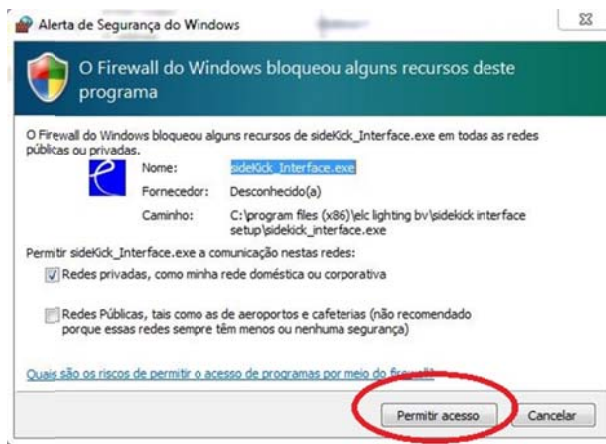 Alerta de Segurança do Windows
O Firewall do Windows bloqueou alguns recursos deste
programa
O Firewall do Windows bloqueou alguns recursos de sideKick_Interface.exe em todas as redes
públicas ou privadas.
Nome: sideKick_Interface.exe
Fornecedor: Desconhecido(a)
Caminho: C:\program files (x86)\elc lighting bv\sidekick interface
setup\sidekick_interface.exe
Permitir sideKick_Interface.exe a comunicação nestas redes:
Redes privadas, como minha rede doméstica ou corporativa
Redes Públicas, tais como as de aeroportos e cafeterias (não recomendado
porque essas redes sempre têm menos ou nenhuma segurança)
Quais são os riscos de permitir o acesso de programas por meio do firewall?
Permitir acesso Cancelar